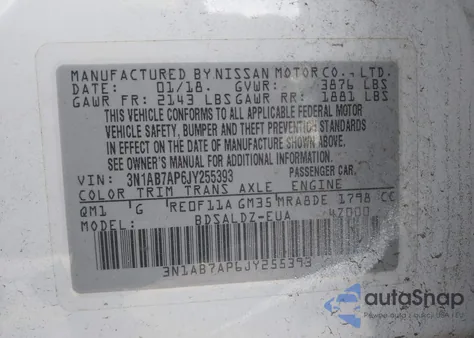 MANUFACTURED BY NISSAN MOTOR CO., LTD.
DATE: 01/18. GVWR: 3876 LBS
GAWR FR: 2143 LBS GAWR RR: 1881 LBS
THIS VEHICLE CONFORMS TO ALL APPLICABLE FEDERAL MOTOR
VEHICLE SAFETY, BUMPER AND THEFT PREVENTION STANDARDS
IN EFFECT ON THE DATE OF MANUFACTURE SHOWN ABOVE.
SEE OWNER'S MANUAL FOR ADDITIONAL INFORMATION
VIN: 3N1AB7AP6JY255393 PASSENGER CAR.
COLOR TRIM TRANS AXLE ENGINE
QM1 G RE0F11A GM35 MRA8DE 1798 CC
MODEL: BDSALDZ-EUA 47000
3N1AB7AP6JY255393
autoSnap